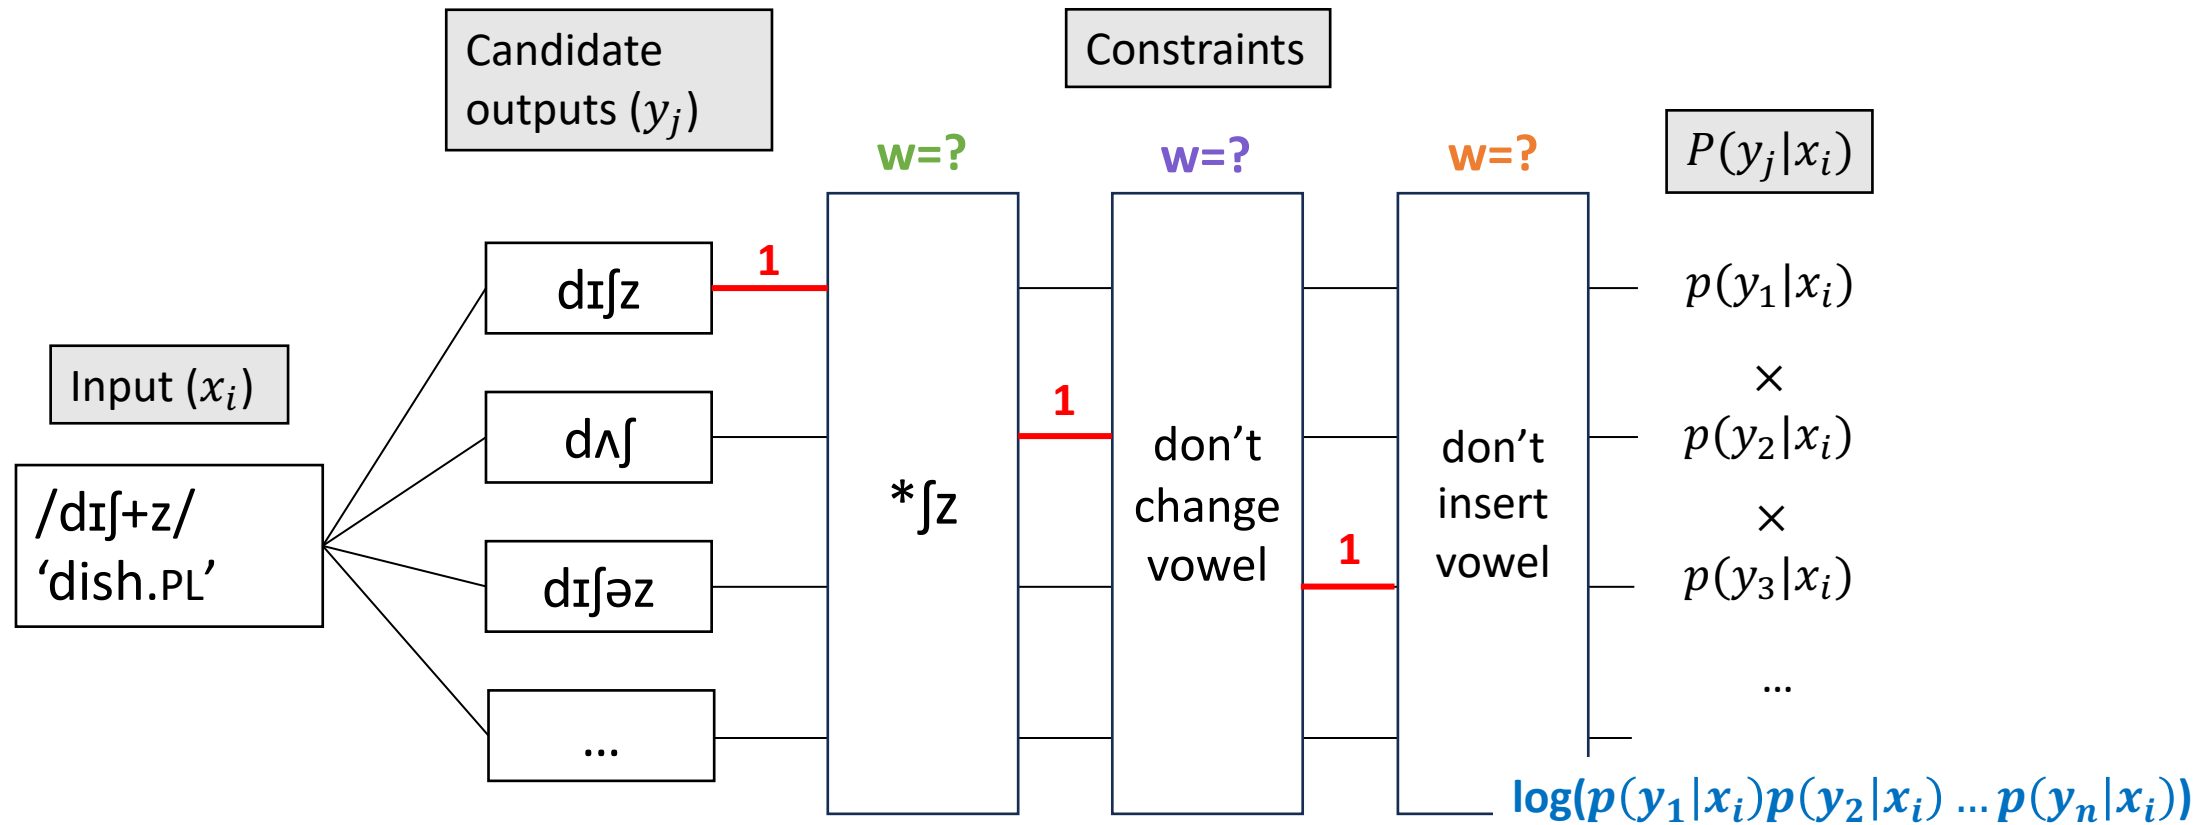 Candidate
outputs (𝑦ⱼ)
Constraints
w=?
w=?
w=?
𝑃(𝑦ⱼ|𝑥ᵢ)
Input (𝑥ᵢ)
/dɪʃ+z/
‘dish.PL’
dɪʃz
dʌʃ
dɪʃəz
...
1
*ʃz
1
don’t
change
vowel
1
don’t
insert
vowel
𝑝(𝑦₁|𝑥ᵢ)
×
𝑝(𝑦₂|𝑥ᵢ)
×
𝑝(𝑦₃|𝑥ᵢ)
...
log(𝑝(𝑦₁|𝑥ᵢ)𝑝(𝑦₂|𝑥ᵢ) … 𝑝(𝑦ₙ|𝑥ᵢ))